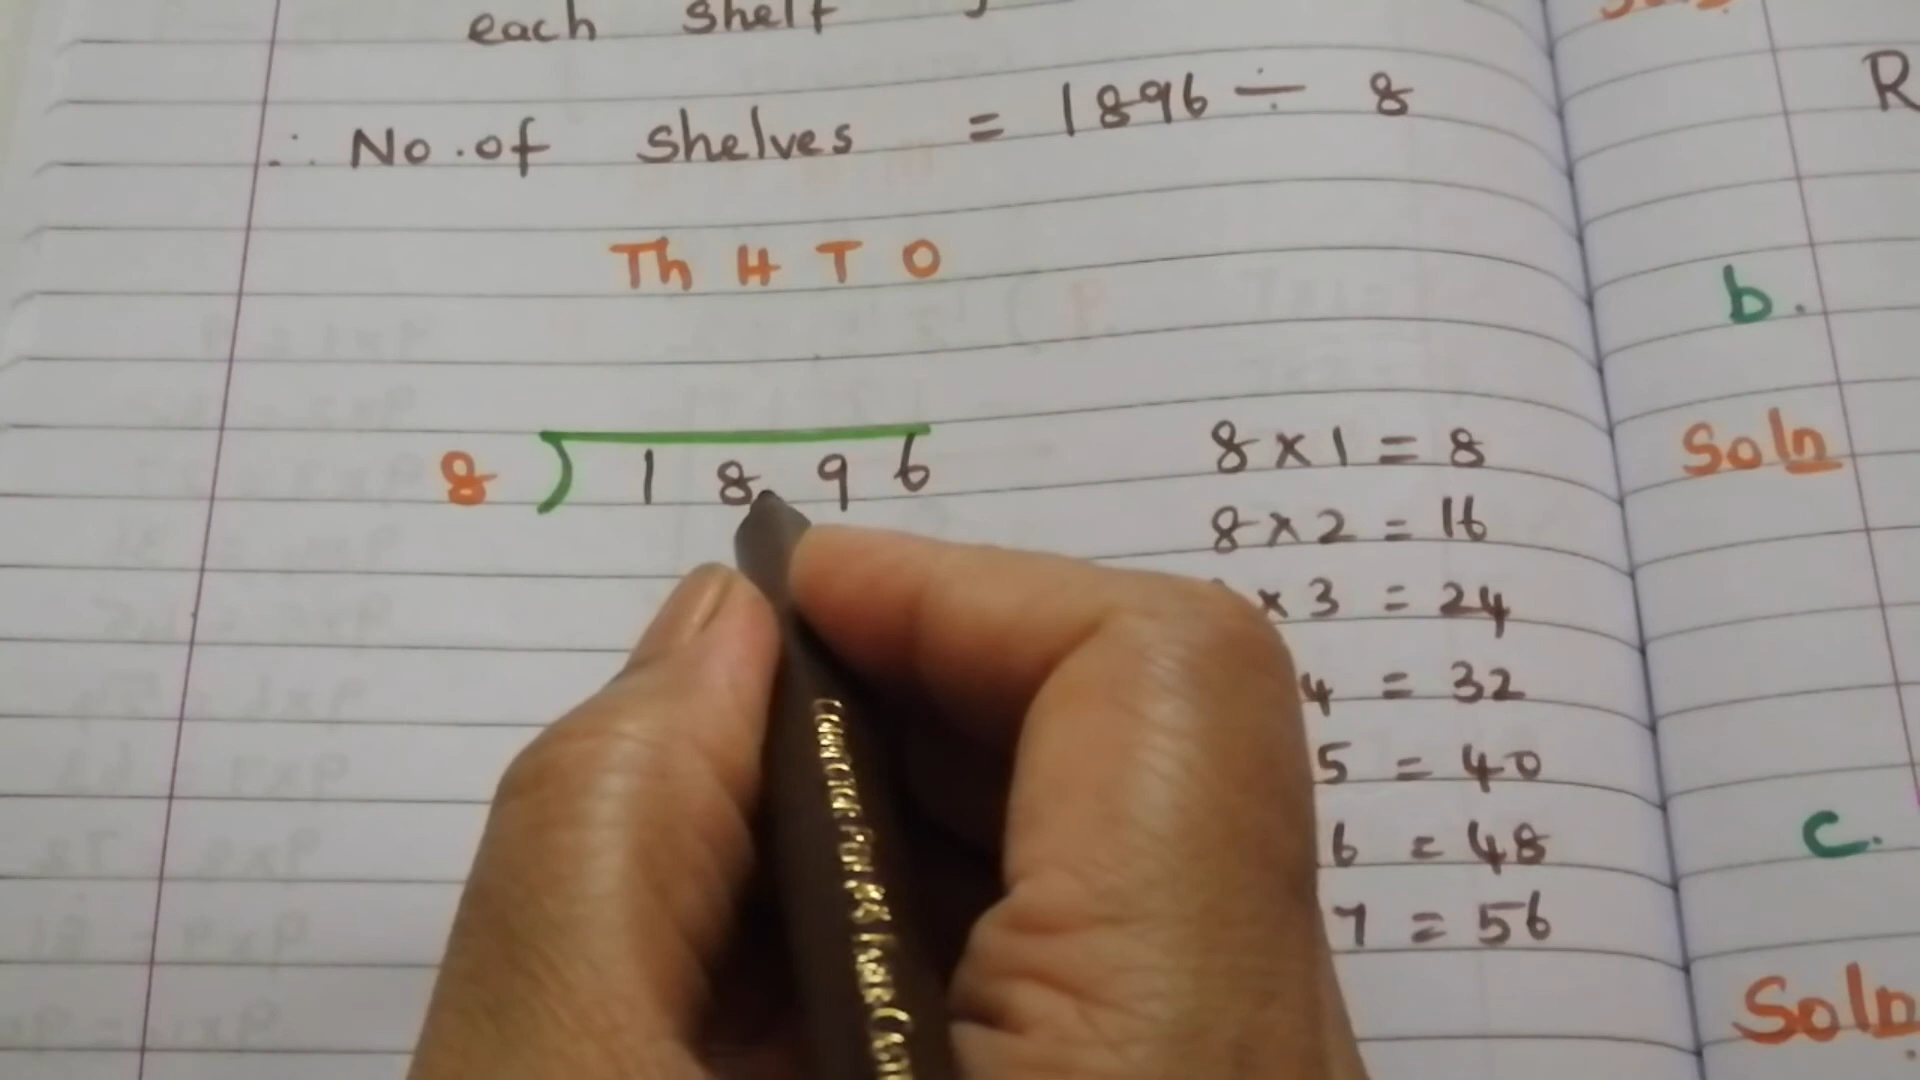 each shelf
∴ No. of shelves = 1896 ÷ 8
Th H T O
8 ) 1 8 9 6
8 × 1 = 8
8 × 2 = 16
× 3 = 24
4 = 32
5 = 40
6 = 48
7 = 56
R
b.
Soln
c.
Soln